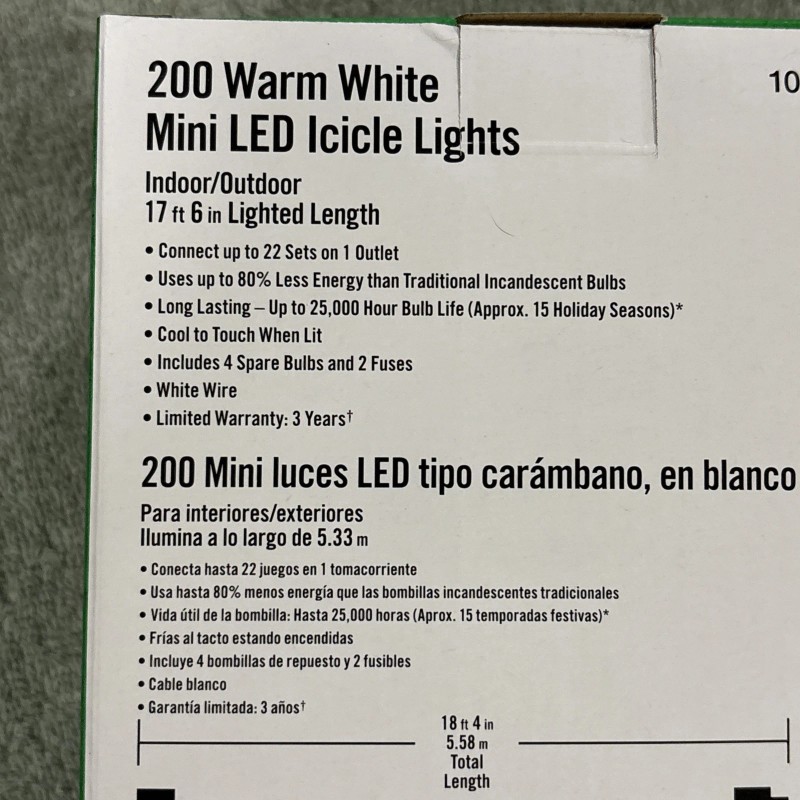 200 Warm White
Mini LED Icicle Lights
10
Indoor/Outdoor
17 ft 6 in Lighted Length
• Connect up to 22 Sets on 1 Outlet
• Uses up to 80% Less Energy than Traditional Incandescent Bulbs
• Long Lasting – Up to 25,000 Hour Bulb Life (Approx. 15 Holiday Seasons)*
• Cool to Touch When Lit
• Includes 4 Spare Bulbs and 2 Fuses
• White Wire
• Limited Warranty: 3 Years†
200 Mini luces LED tipo carámbano, en blanco
Para interiores/exteriores
Ilumina a lo largo de 5.33 m
• Conecta hasta 22 juegos en 1 tomacorriente
• Usa hasta 80% menos energía que las bombillas incandescentes tradicionales
• Vida útil de la bombilla: Hasta 25,000 horas (Aprox. 15 temporadas festivas)*
• Frías al tacto estando encendidas
• Incluye 4 bombillas de repuesto y 2 fusibles
• Cable blanco
• Garantía limitada: 3 años†
18 ft 4 in
5.58 m
Total
Length